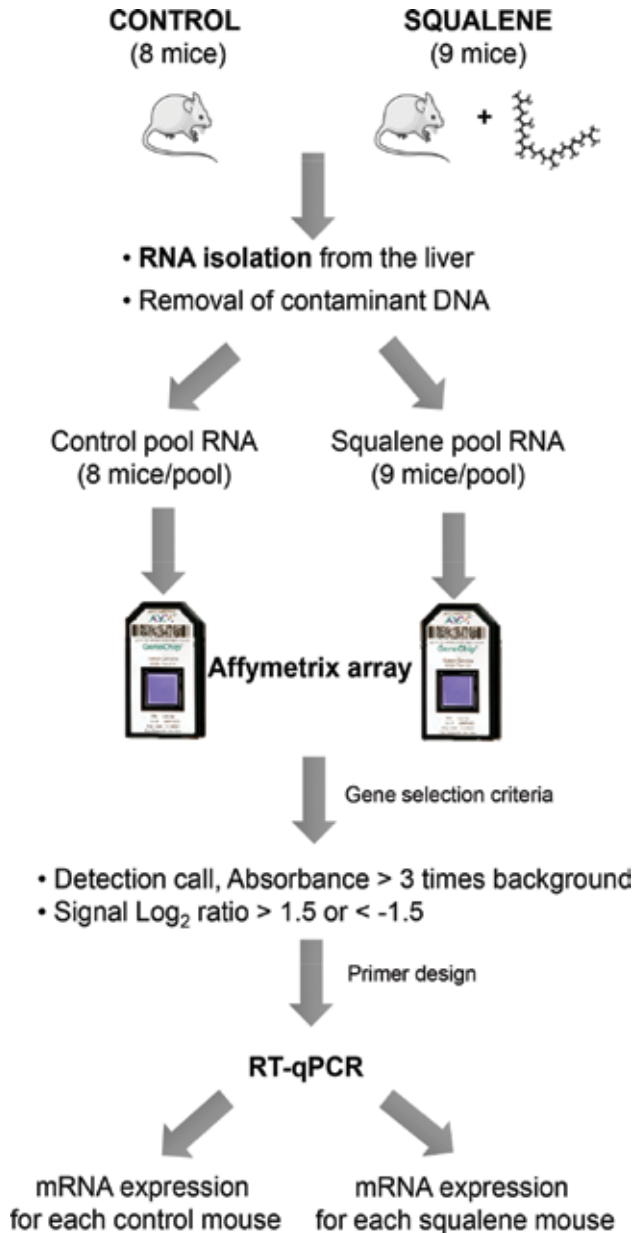 CONTROL
(8 mice)
SQUALENE
(9 mice)
+
• RNA isolation from the liver
• Removal of contaminant DNA
Control pool RNA
(8 mice/pool)
Squalene pool RNA
(9 mice/pool)
GeneChip
Affymetrix array
GeneChip
Gene selection criteria
• Detection call, Absorbance > 3 times background
• Signal Log₂ ratio > 1.5 or < -1.5
Primer design
RT-qPCR
mRNA expression
for each control mouse
mRNA expression
for each squalene mouse